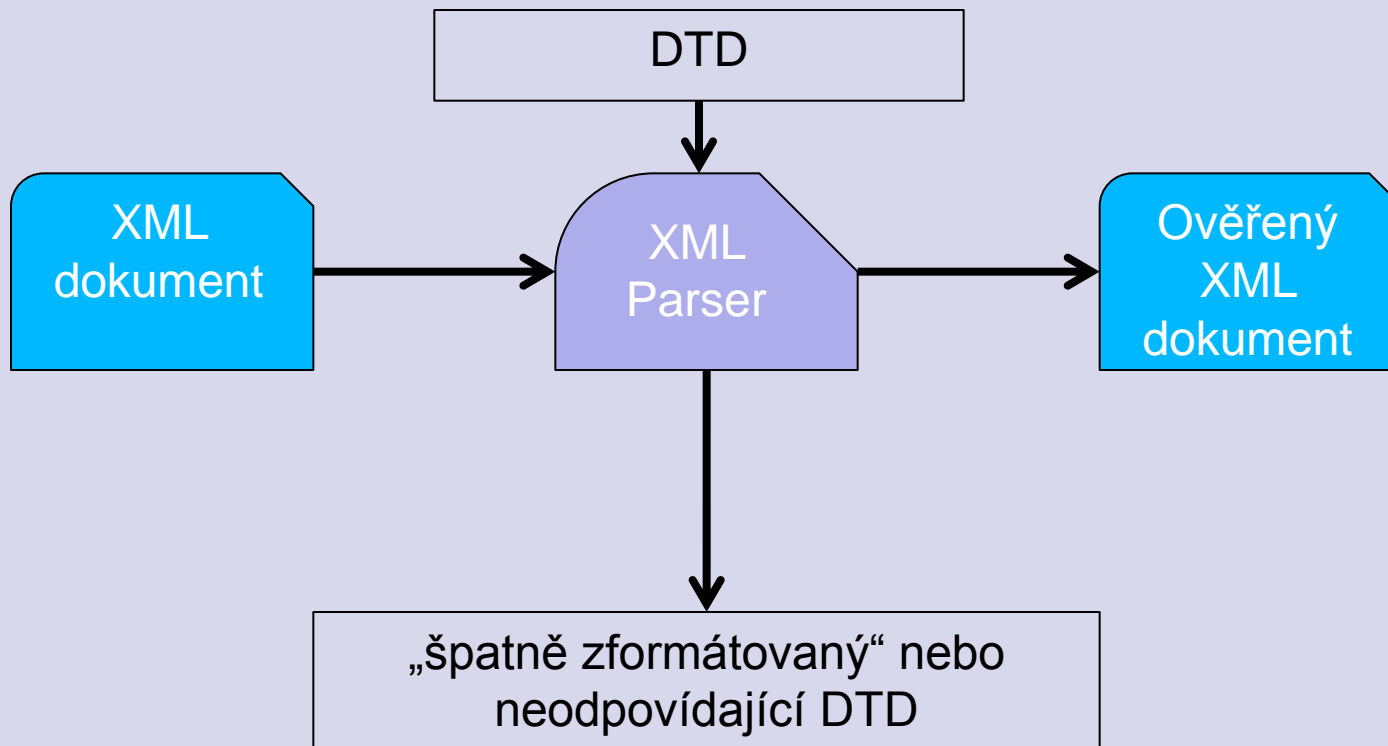 DTD
XML
dokument
XML
Parser
Ověřený
XML
dokument
„špatně zformátovaný“ nebo
neodpovídající DTD